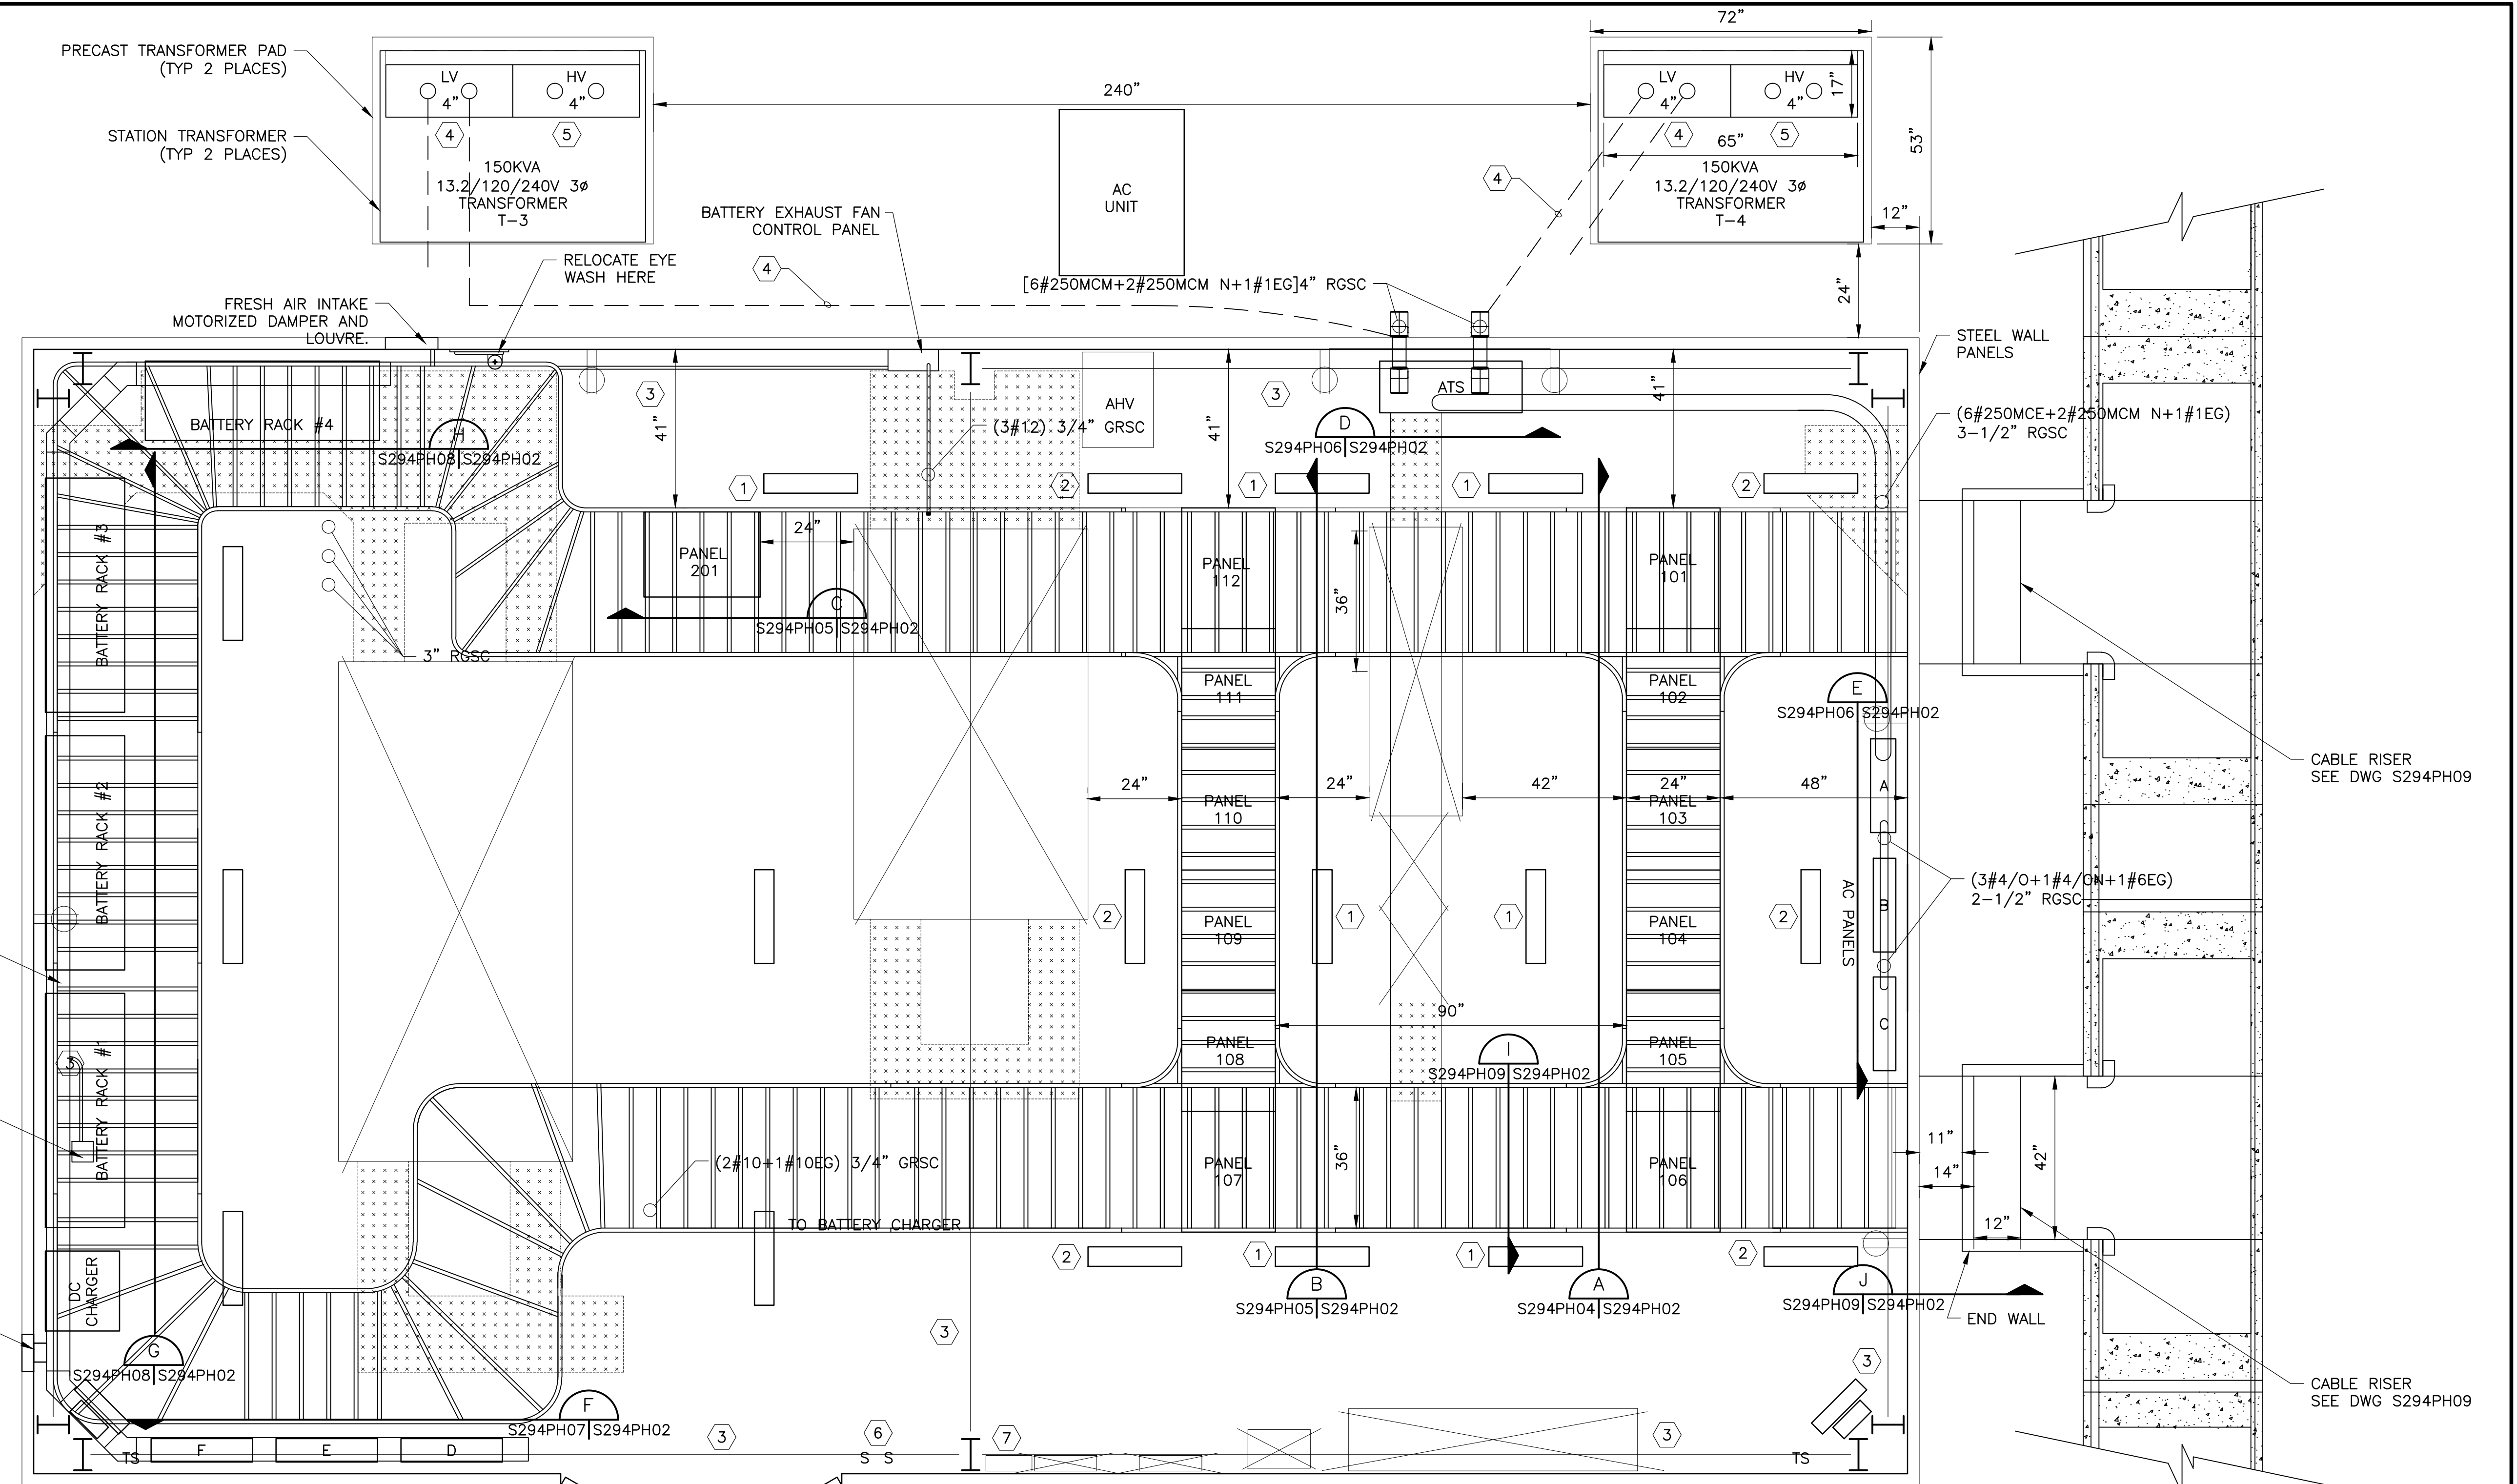 72”
PRECAST TRANSFORMER PAD
(TYP 2 PLACES)
LV
4”
HV
4”
4
5
240”
LV
4”
HV
4”
17”
4
5
65”
53”
STATION TRANSFORMER
(TYP 2 PLACES)
150KVA
13.2/120/240V 3ø
TRANSFORMER
T-3
AC
UNIT
4
150KVA
13.2/120/240V 3ø
TRANSFORMER
T-4
12”
BATTERY EXHAUST FAN
CONTROL PANEL
RELOCATE EYE
WASH HERE
4
[6#250MCM+2#250MCM N+1#1EG]4” RGSC
24”
FRESH AIR INTAKE
MOTORIZED DAMPER AND
LOUVRE.
STEEL WALL
PANELS
3
41”
AHV
41”
3
ATS
41”
BATTERY RACK #4
H
S294PH08 S294PH02
(3#12) 3/4” GRSC
D
S294PH06 S294PH02
(6#250MCE+2#250MCM N+1#1EG)
3-1/2” RGSC
1
2
1
1
2
BATTERY RACK #3
PANEL
201
24”
PANEL
112
36”
PANEL
101
C
S294PH05 S294PH02
3” RGSC
PANEL
111
PANEL
102
E
S294PH06 S294PH02
CABLE RISER
SEE DWG S294PH09
BATTERY RACK #2
24”
PANEL
110
24”
42”
24”
PANEL
103
48”
A
(3#4/O+1#4/ON+1#6EG)
2-1/2” RGSC
2
PANEL
109
1
1
PANEL
104
2
AC PANELS
B
90”
C
BATTERY RACK #1
3
PANEL
108
I
S294PH09 S294PH02
PANEL
105
11”
14”
42”
12”
(2#10+1#10EG) 3/4” GRSC
PANEL
107
36”
PANEL
106
TO BATTERY CHARGER
2
1
1
2
DC
CHARGER
B
S294PH05 S294PH02
A
S294PH04 S294PH02
J
S294PH09 S294PH02
END WALL
3
G
S294PH08 S294PH02
3
CABLE RISER
SEE DWG S294PH09
F
S294PH07 S294PH02
3
6
7
3
TS
F
E
D
S S
TS